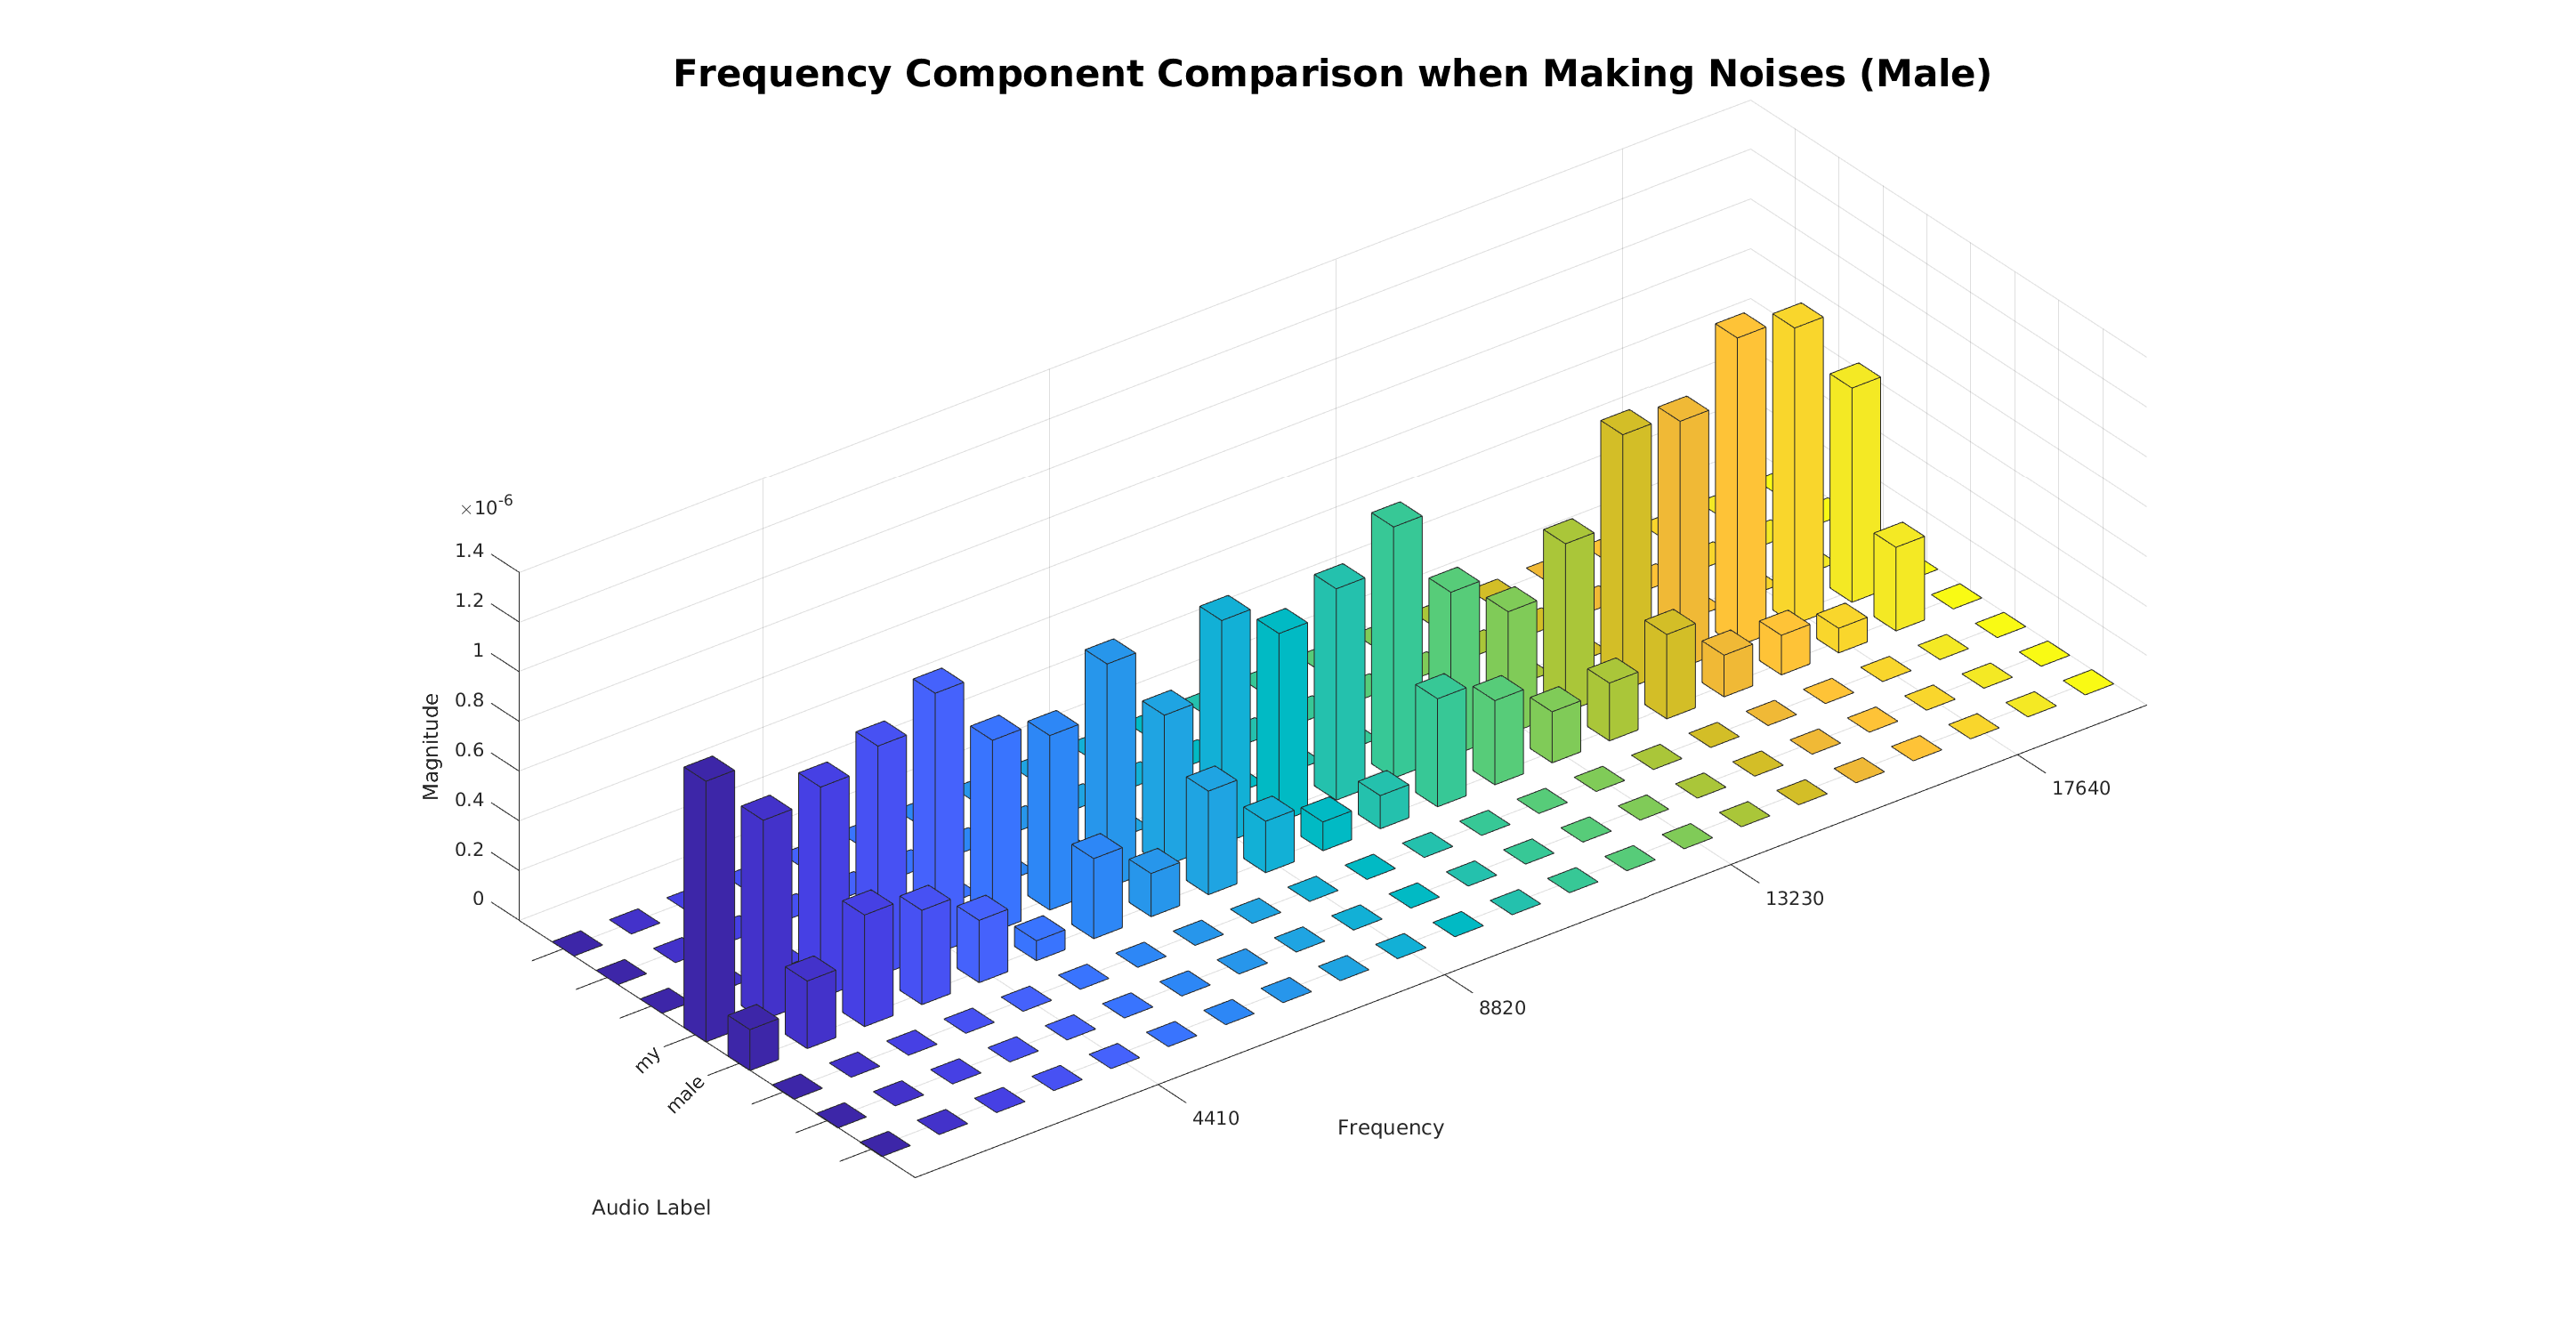 Frequency Component Comparison when Making Noises (Male)
×10-6
1.4
1.2
1
0.8
0.6
0.4
0.2
0
Magnitude
my
male
Audio Label
4410
8820
13230
17640
Frequency